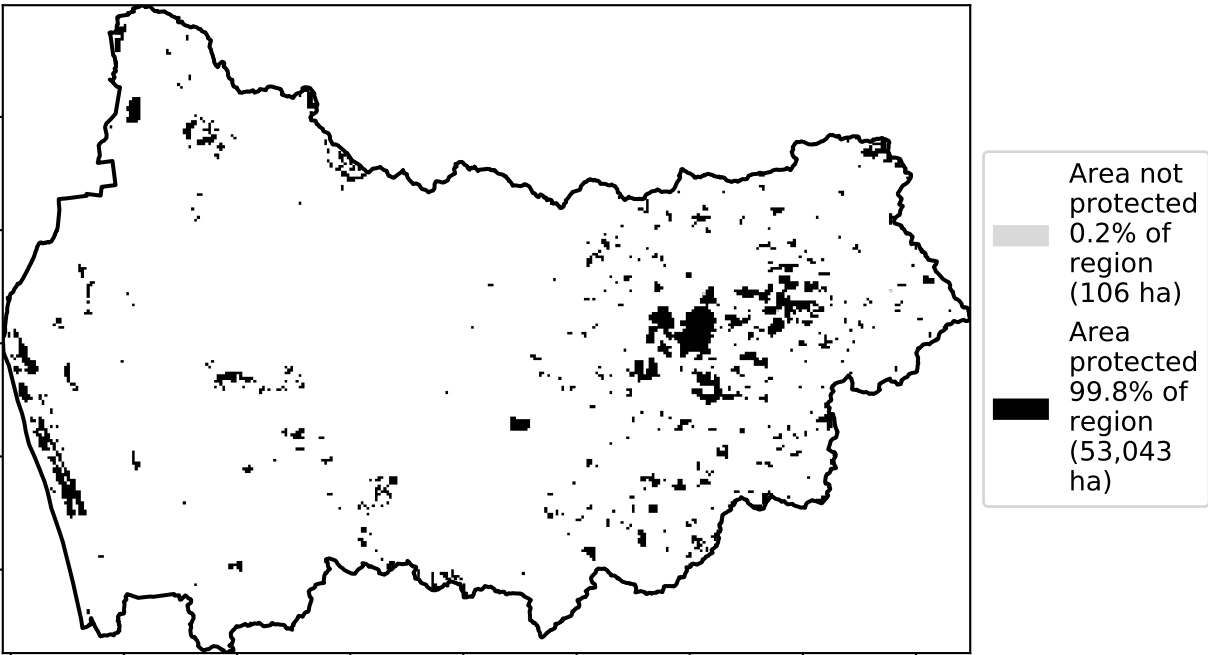 Area not
protected
0.2% of
region
(106 ha)
Area
protected
99.8% of
region
(53,043
ha)